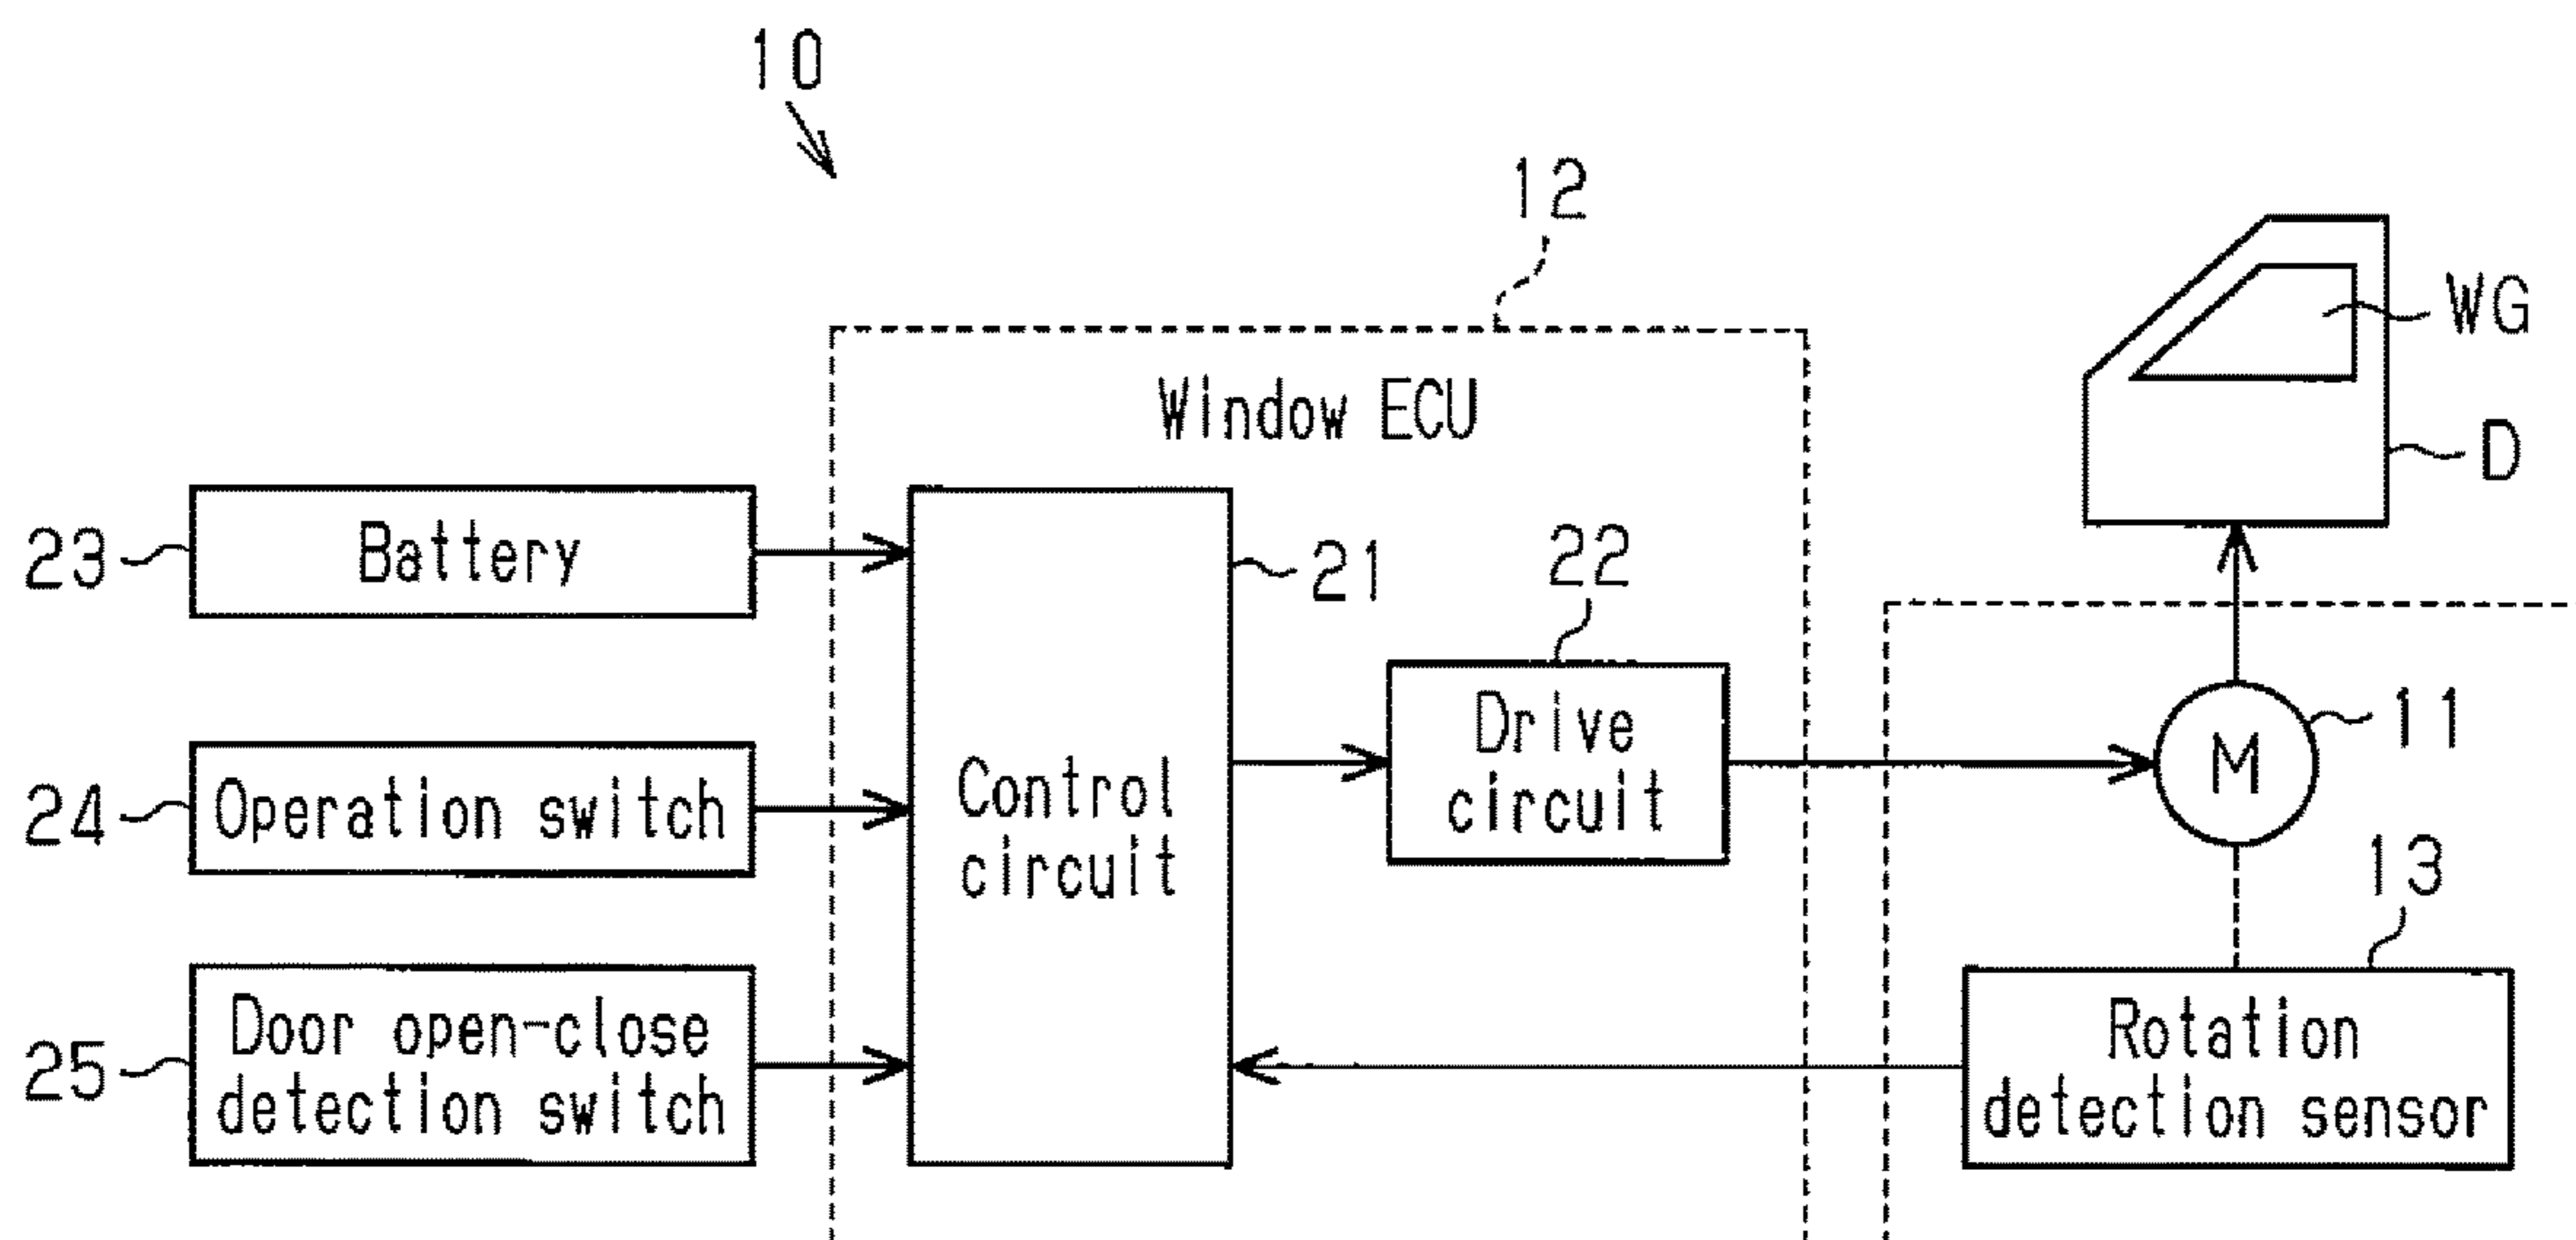 10
12
WG
Window ECU
D
23
Battery
21
22
Drive
circuit
11
M
24
Operation switch
Control
circuit
13
25
Door open-close
detection switch
Rotation
detection sensor